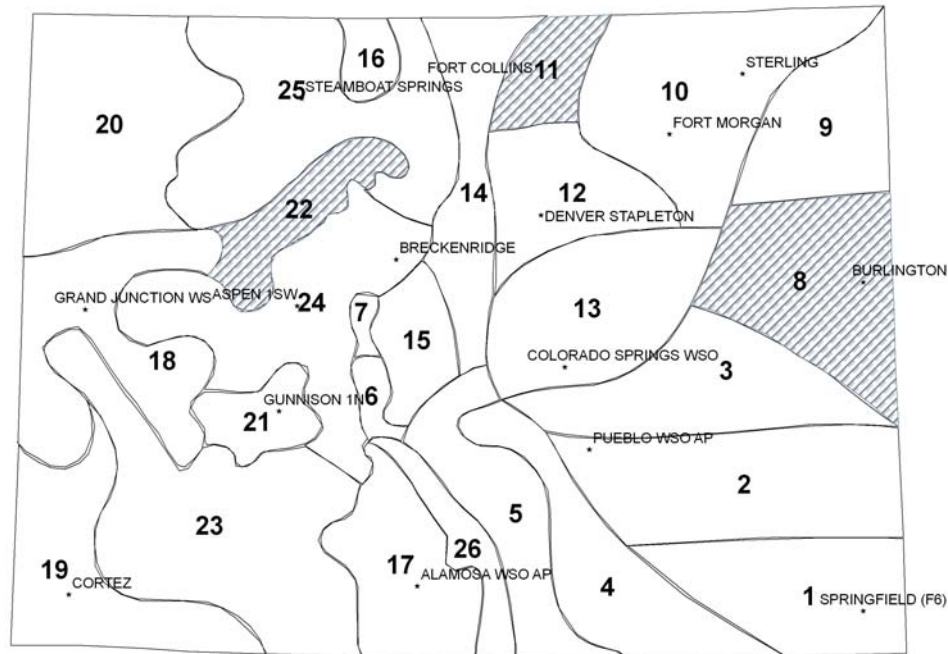 16
FORT COLLINS 11
STERLING
25 STEAMBOAT SPRINGS
10
20
FORT MORGAN
9
14
12
22
DENVER STAPLETON
BRECKENRIDGE
8 BURLINGTON
GRAND JUNCTION WS ASPEN 1SW 24
7
13
15
18
COLORADO SPRINGS WSO
3
6
21 GUNNISON 1N
PUEBLO WSO AP
2
5
23
26
19
17
CORTEZ
ALAMOSA WSO AP
4
1 SPRINGFIELD (F6)